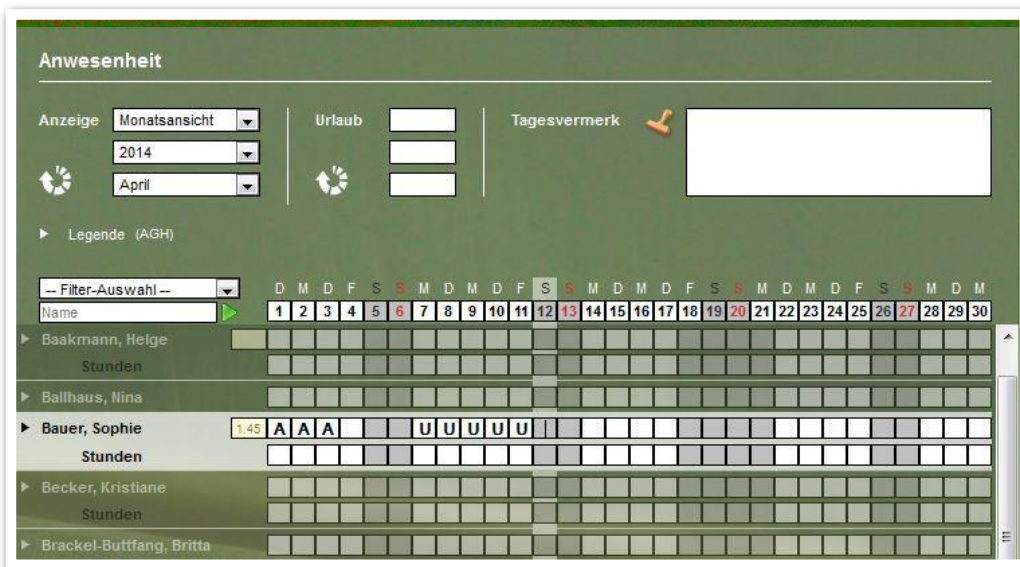 Anwesenheit
Anzeige Monatsansicht Urlaub Tagesvermerk
2014
April
Legende (AGH)
-- Filter-Auswahl -- D M D F S S M D M D F S S M D M D F S S M D M D F S S M D M
Name 1 2 3 4 5 6 7 8 9 10 11 12 13 14 15 16 17 18 19 20 21 22 23 24 25 26 27 28 29 30
Baakmann, Helge
Stunden
Ballhaus, Nina
Bauer, Sophie 1.45 A A A U U U U U
Stunden
Becker, Kristiane
Stunden
Brackel-Buttfang, Britta